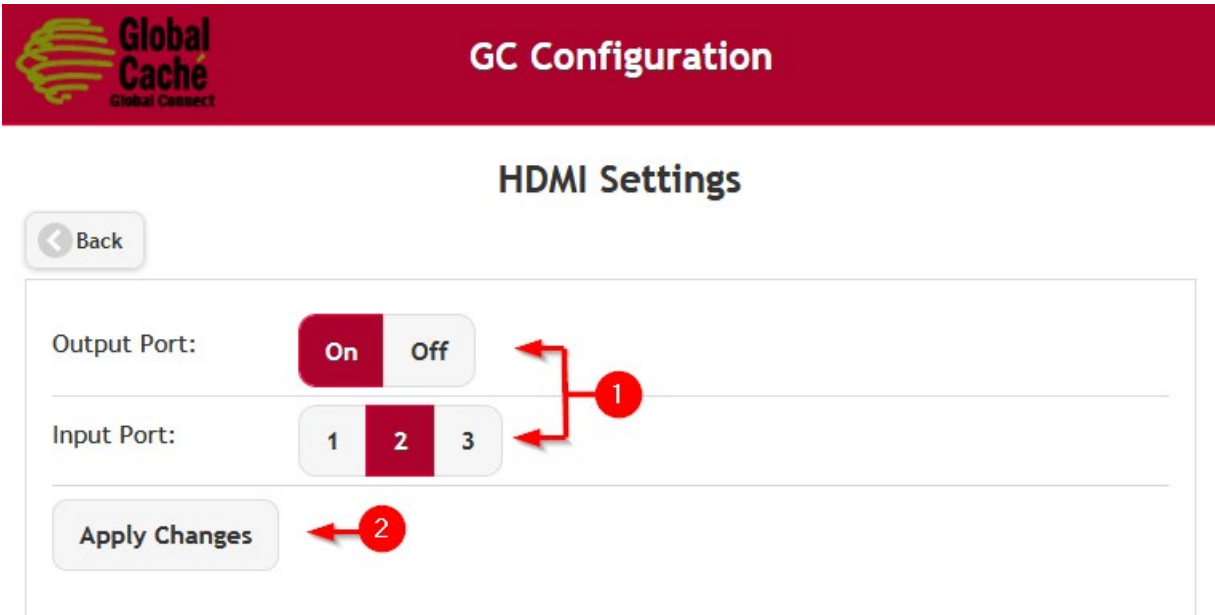 Global
Caché
Global Connect
GC Configuration
HDMI Settings
Back
Output Port: On Off
1
Input Port: 1 2 3
Apply Changes 2